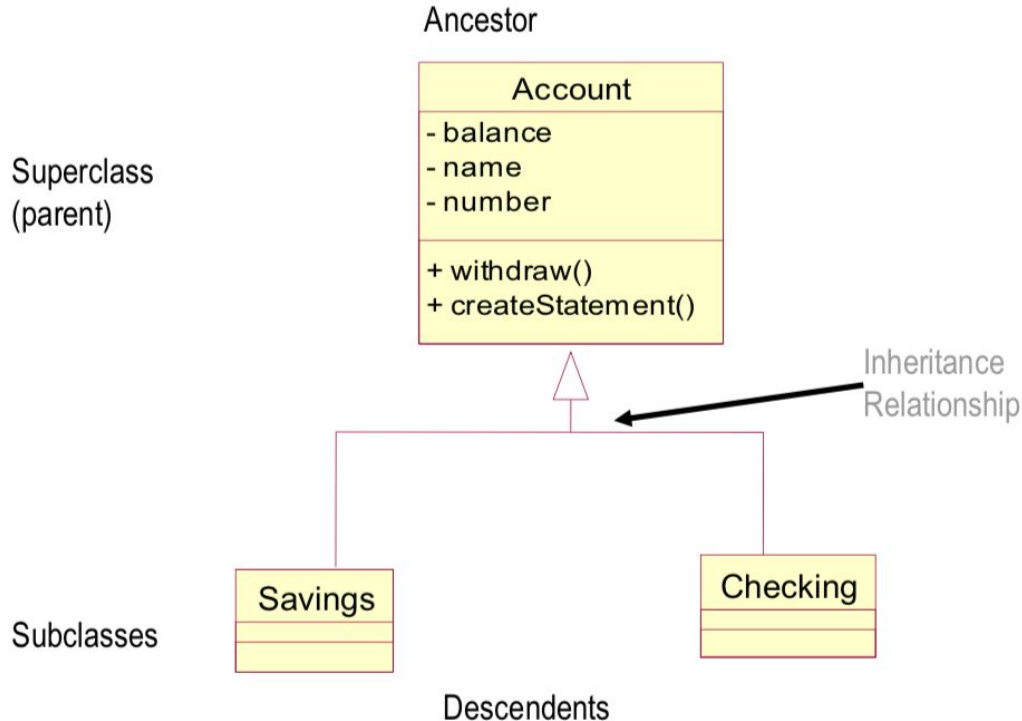 Ancestor
Account
- balance
- name
- number
Superclass
(parent)
+ withdraw()
+ createStatement()
Inheritance
Relationship
Savings
Checking
Subclasses
Descendents